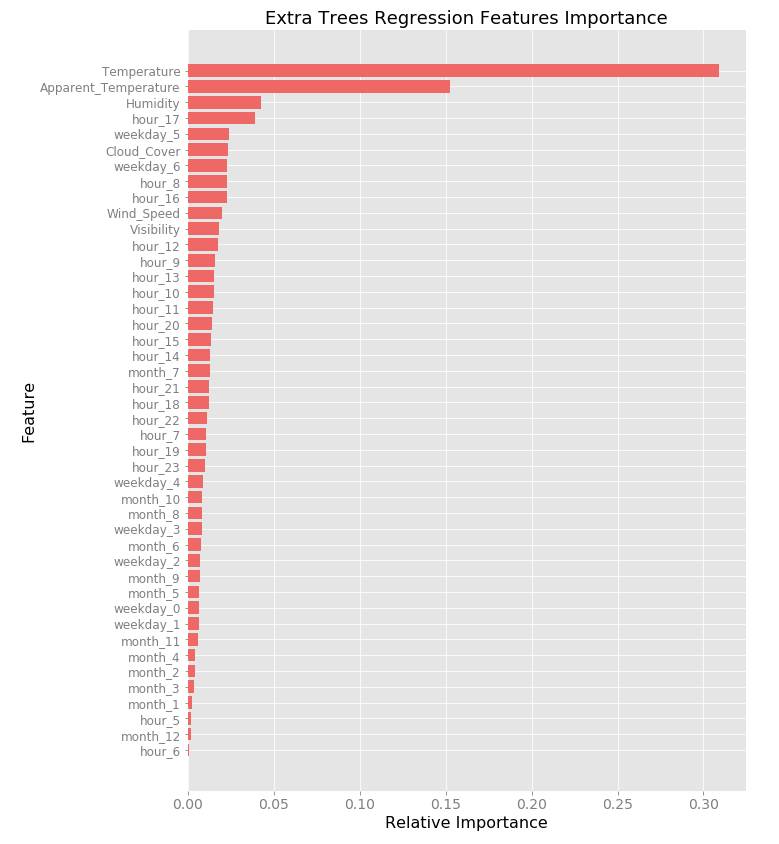 Extra Trees Regression Features Importance
Temperature
Apparent_Temperature
Humidity
hour_17
weekday_5
Cloud_Cover
weekday_6
hour_8
hour_16
Wind_Speed
Visibility
hour_12
hour_9
hour_13
hour_10
hour_11
hour_20
hour_15
hour_14
month_7
hour_21
hour_18
hour_22
hour_7
hour_19
hour_23
weekday_4
month_10
month_8
weekday_3
month_6
weekday_2
month_9
month_5
weekday_0
weekday_1
month_11
month_4
month_2
month_3
month_1
hour_5
month_12
hour_6
Feature
0.00 0.05 0.10 0.15 0.20 0.25 0.30
Relative Importance